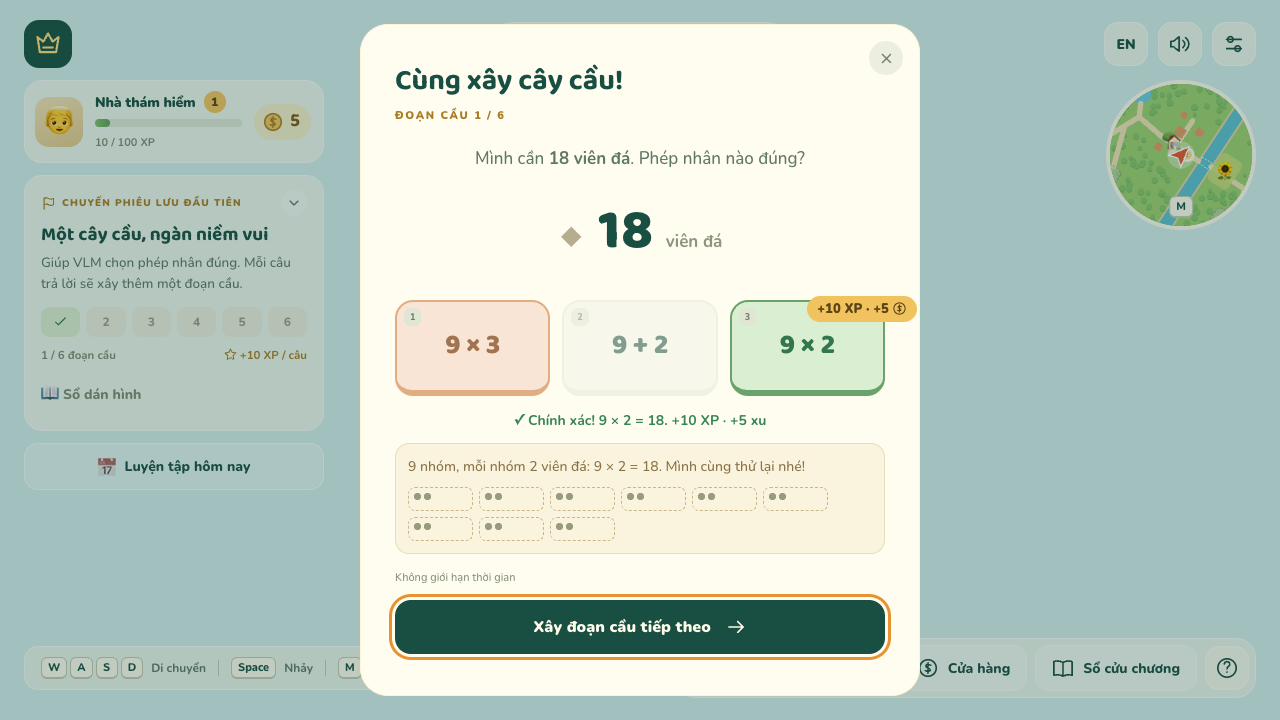 EN
Nhà thám hiểm 1
10 / 100 XP
5
CHUYẾN PHIÊU LƯU ĐẦU TIÊN
Một cây cầu, ngàn niềm vui
Giúp VLM chọn phép nhân đúng. Mỗi câu
trả lời sẽ xây thêm một đoạn cầu.
2 3 4 5 6
1 / 6 đoạn cầu
+10 XP / câu
Sổ dán hình
Luyện tập hôm nay
W A S D Di chuyển
Space Nhảy
M
Cùng xây cây cầu!
ĐOẠN CẦU 1 / 6
Mình cần 18 viên đá. Phép nhân nào đúng?
18 viên đá
1
9 × 3
2
9 + 2
3
9 × 2
+10 XP · +5
✓ Chính xác! 9 × 2 = 18. +10 XP · +5 xu
9 nhóm, mỗi nhóm 2 viên đá: 9 × 2 = 18. Mình cùng thử lại nhé!
Không giới hạn thời gian
Xây đoạn cầu tiếp theo →
M
Cửa hàng
Sổ cửu chương
?